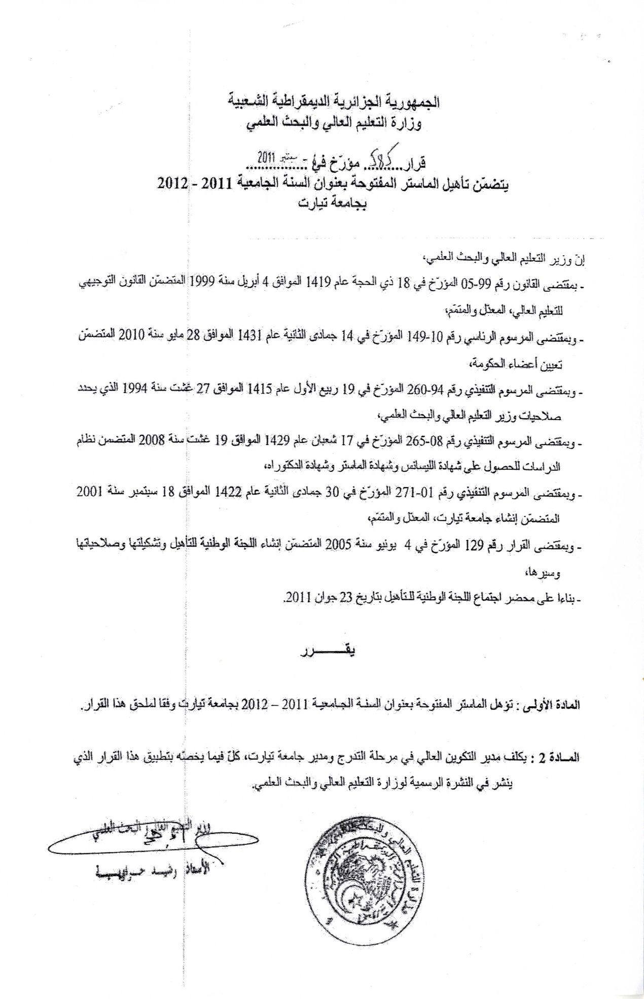 الجمهورية الجزائرية الديمقراطية الشعبية
وزارة التعليم العالي والبحث العلمي
قرار.......... مؤرّخ في - سبتمبر 2011
يتضمّن تأهيل الماستر المفتوحة بعنوان السنة الجامعية 2011 - 2012
بجامعة تيارت
إنّ وزير التعليم العالي والبحث العلمي،
- بمقتضى القانون رقم 99-05 المؤرّخ في 18 ذي الحجة عام 1419 الموافق 4 أبريل سنة 1999 المتضمّن القانون التوجيهي
للتعليم العالي، المعدّل والمتمّم،
- وبمقتضى المرسوم الرئاسي رقم 10-149 المؤرّخ في 14 جمادى الثانية عام 1431 الموافق 28 مايو سنة 2010 المتضمّن
تعيين أعضاء الحكومة،
- وبمقتضى المرسوم التنفيذي رقم 94-260 المؤرّخ في 19 ربيع الأول عام 1415 الموافق 27 غشت سنة 1994 الذي يحدد
صلاحيات وزير التعليم العالي والبحث العلمي،
- وبمقتضى المرسوم التنفيذي رقم 08-265 المؤرّخ في 17 شعبان عام 1429 الموافق 19 غشت سنة 2008 المتضمن نظام
الدراسات للحصول على شهادة الليسانس وشهادة الماستر وشهادة الدكتوراه،
- وبمقتضى المرسوم التنفيذي رقم 01-271 المؤرّخ في 30 جمادى الثانية عام 1422 الموافق 18 سبتمبر سنة 2001
المتضمّن إنشاء جامعة تيارت، المعدّل والمتمّم،
- وبمقتضى القرار رقم 129 المؤرّخ في 4 يونيو سنة 2005 المتضمّن إنشاء اللجنة الوطنية للتأهيل وتشكيلتها وصلاحياتها
وسيرها،
- بناءا على محضر اجتماع اللجنة الوطنية للتأهيل بتاريخ 23 جوان 2011.
يقـــــرر
المادة الأولى : تؤهل الماستر المفتوحة بعنوان السنة الجامعية 2011 – 2012 بجامعة تيارت وفقا لملحق هذا القرار.
المــادة 2 : يكلف مدير التكوين العالي في مرحلة التدرج ومدير جامعة تيارت، كلّ فيما يخصّه بتطبيق هذا القرار الذي
ينشر في النشرة الرسمية لوزارة التعليم العالي والبحث العلمي.
وزير التعليم العالي و البحث العلمي
الأستاذ رشيد حراوبيـــة